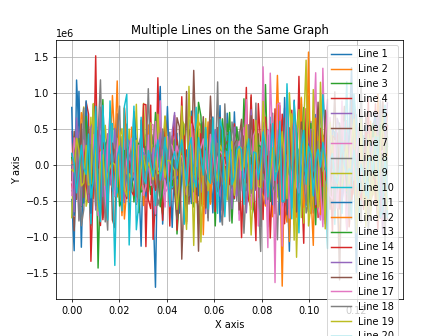 Multiple Lines on the Same Graph
1e6
1.5
1.0
0.5
0.0
−0.5
−1.0
−1.5
Y axis
0.00
0.02
0.04
0.06
0.08
0.10
X axis
Line 1
Line 2
Line 3
Line 4
Line 5
Line 6
Line 7
Line 8
Line 9
Line 10
Line 11
Line 12
Line 13
Line 14
Line 15
Line 16
Line 17
Line 18
Line 19
Line 20